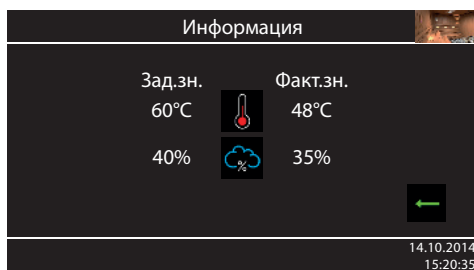 Информация
Зад.зн. Факт.зн.
60°C 48°C
40% % 35%
14.10.2014
15:20:35